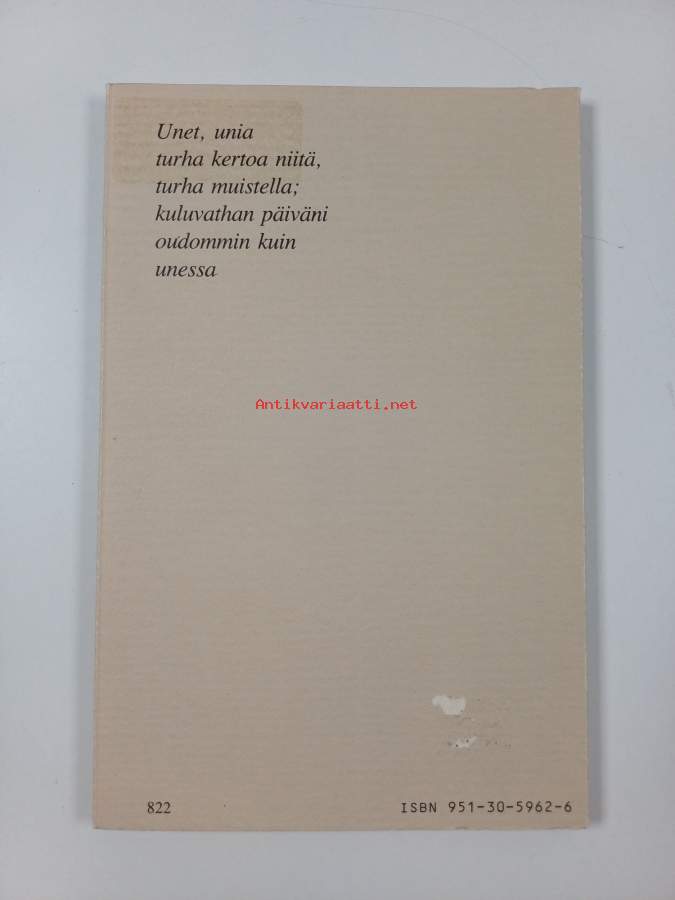 Unet, unia
turha kertoa niitä,
turha muistella;
kuluvathan päiväni
oudommin kuin
unessa
Antikvariaatti.net
822
ISBN 951-30-5962-6